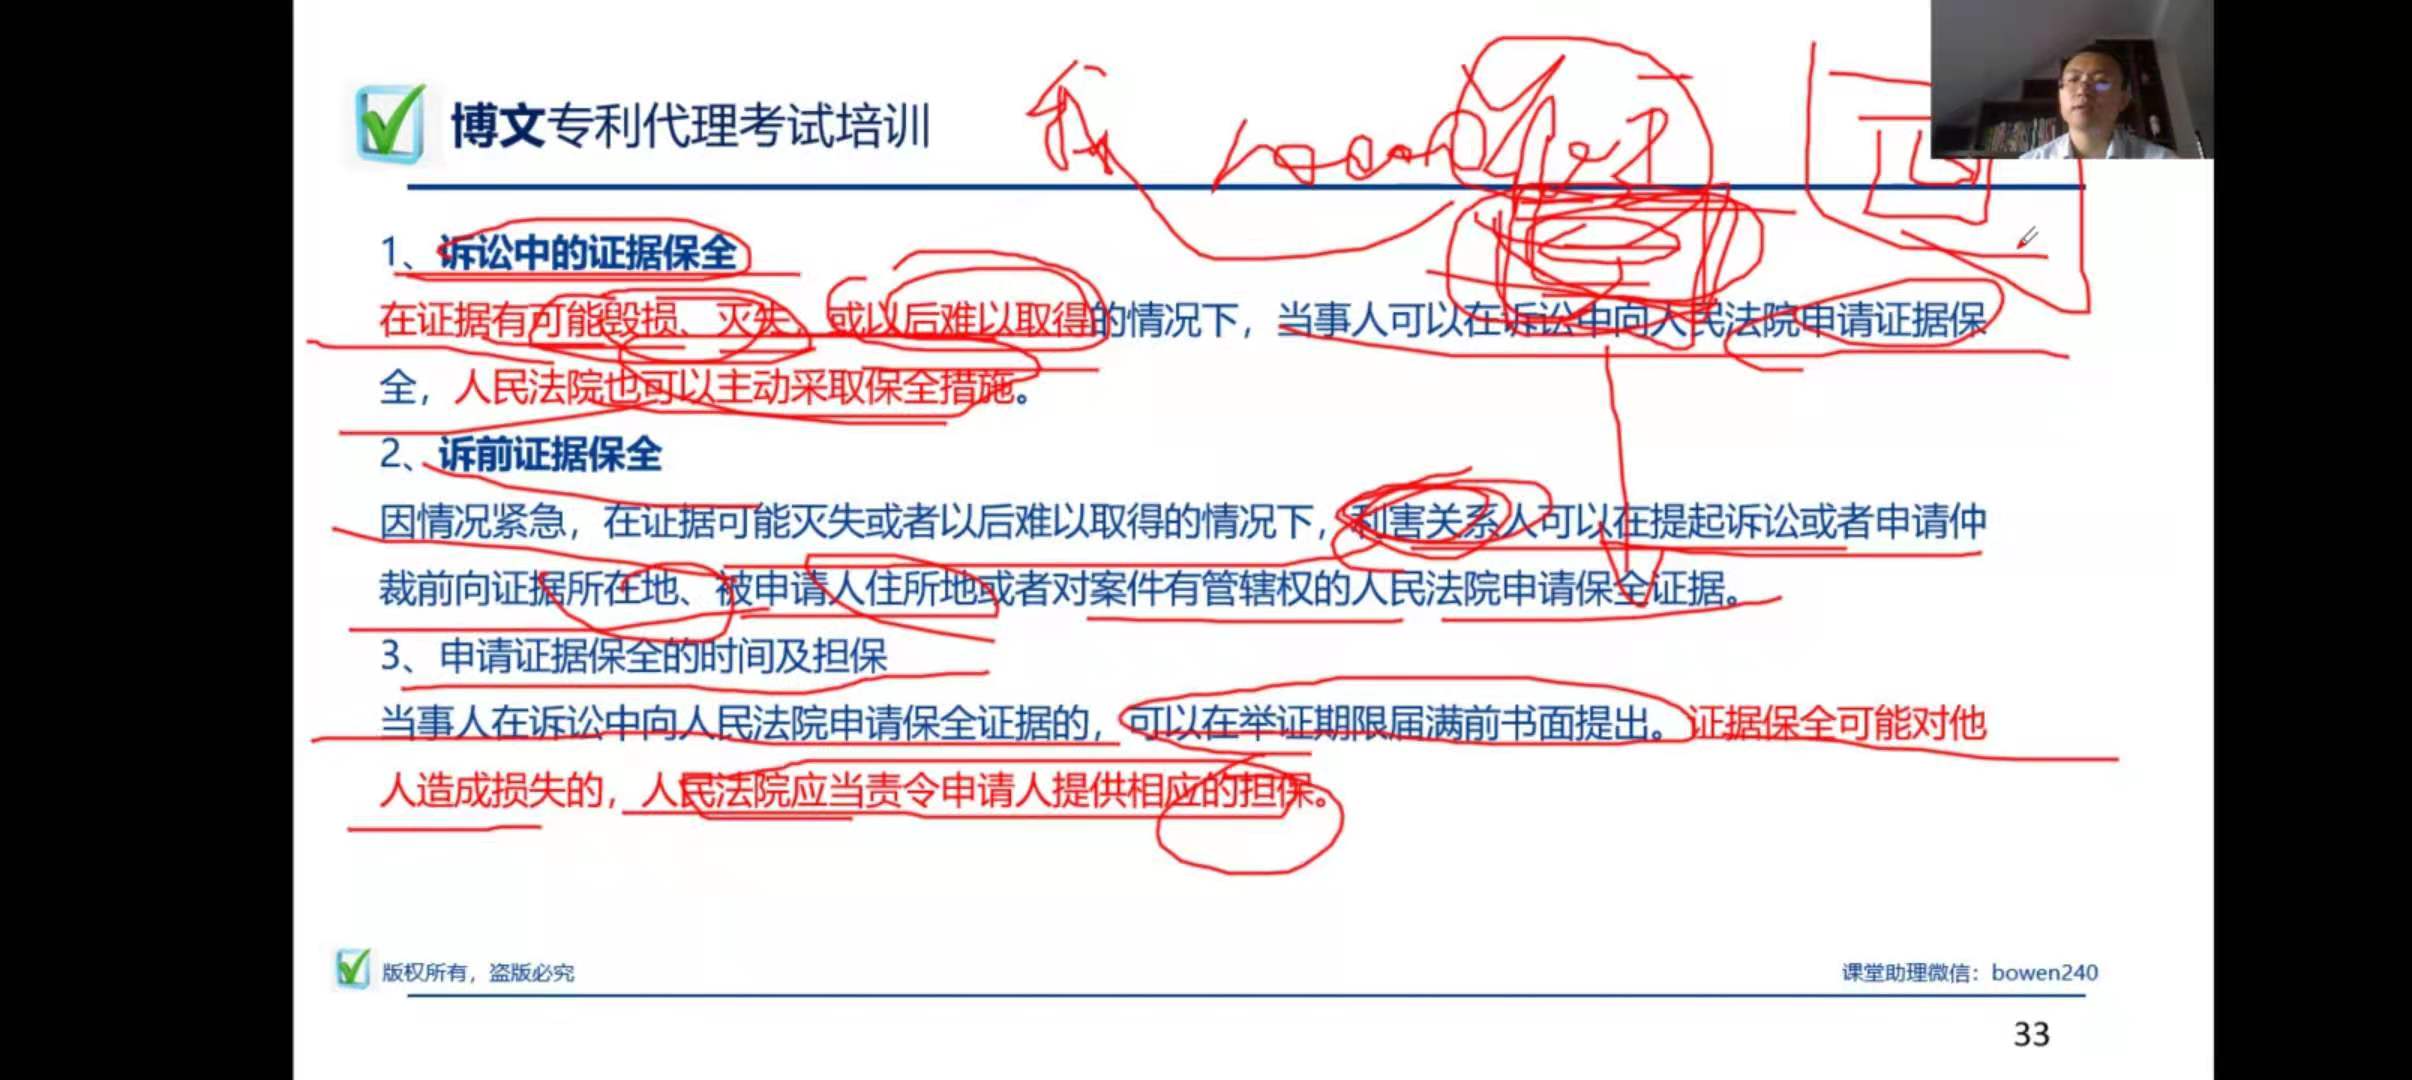 博文专利代理考试培训
1、诉讼中的证据保全
在证据有可能毁损、灭失，或以后难以取得的情况下，当事人可以在诉讼中向人民法院申请证据保
全，人民法院也可以主动采取保全措施。
2、诉前证据保全
因情况紧急，在证据可能灭失或者以后难以取得的情况下，利害关系人可以在提起诉讼或者申请仲
裁前向证据所在地、被申请人住所地或者对案件有管辖权的人民法院申请保全证据。
3、申请证据保全的时间及担保
当事人在诉讼中向人民法院申请保全证据的，可以在举证期限届满前书面提出。证据保全可能对他
人造成损失的，人民法院应当责令申请人提供相应的担保。
版权所有，盗版必究
课堂助理微信：bowen240
33